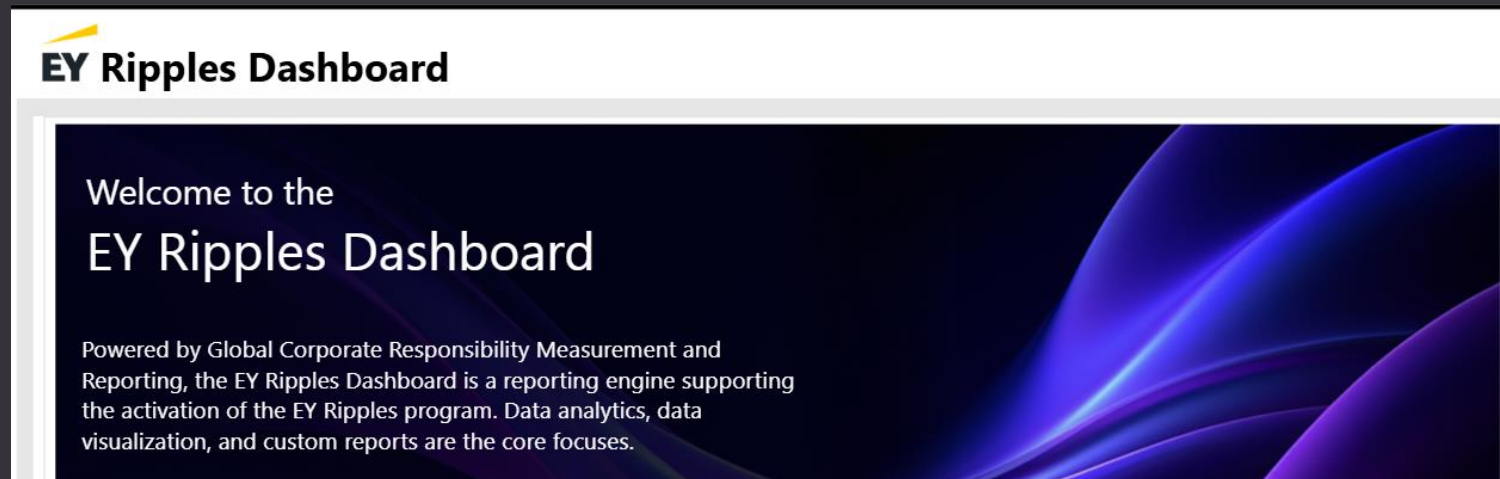 EY Ripples Dashboard
Welcome to the
EY Ripples Dashboard
Powered by Global Corporate Responsibility Measurement and
Reporting, the EY Ripples Dashboard is a reporting engine supporting
the activation of the EY Ripples program. Data analytics, data
visualization, and custom reports are the core focuses.